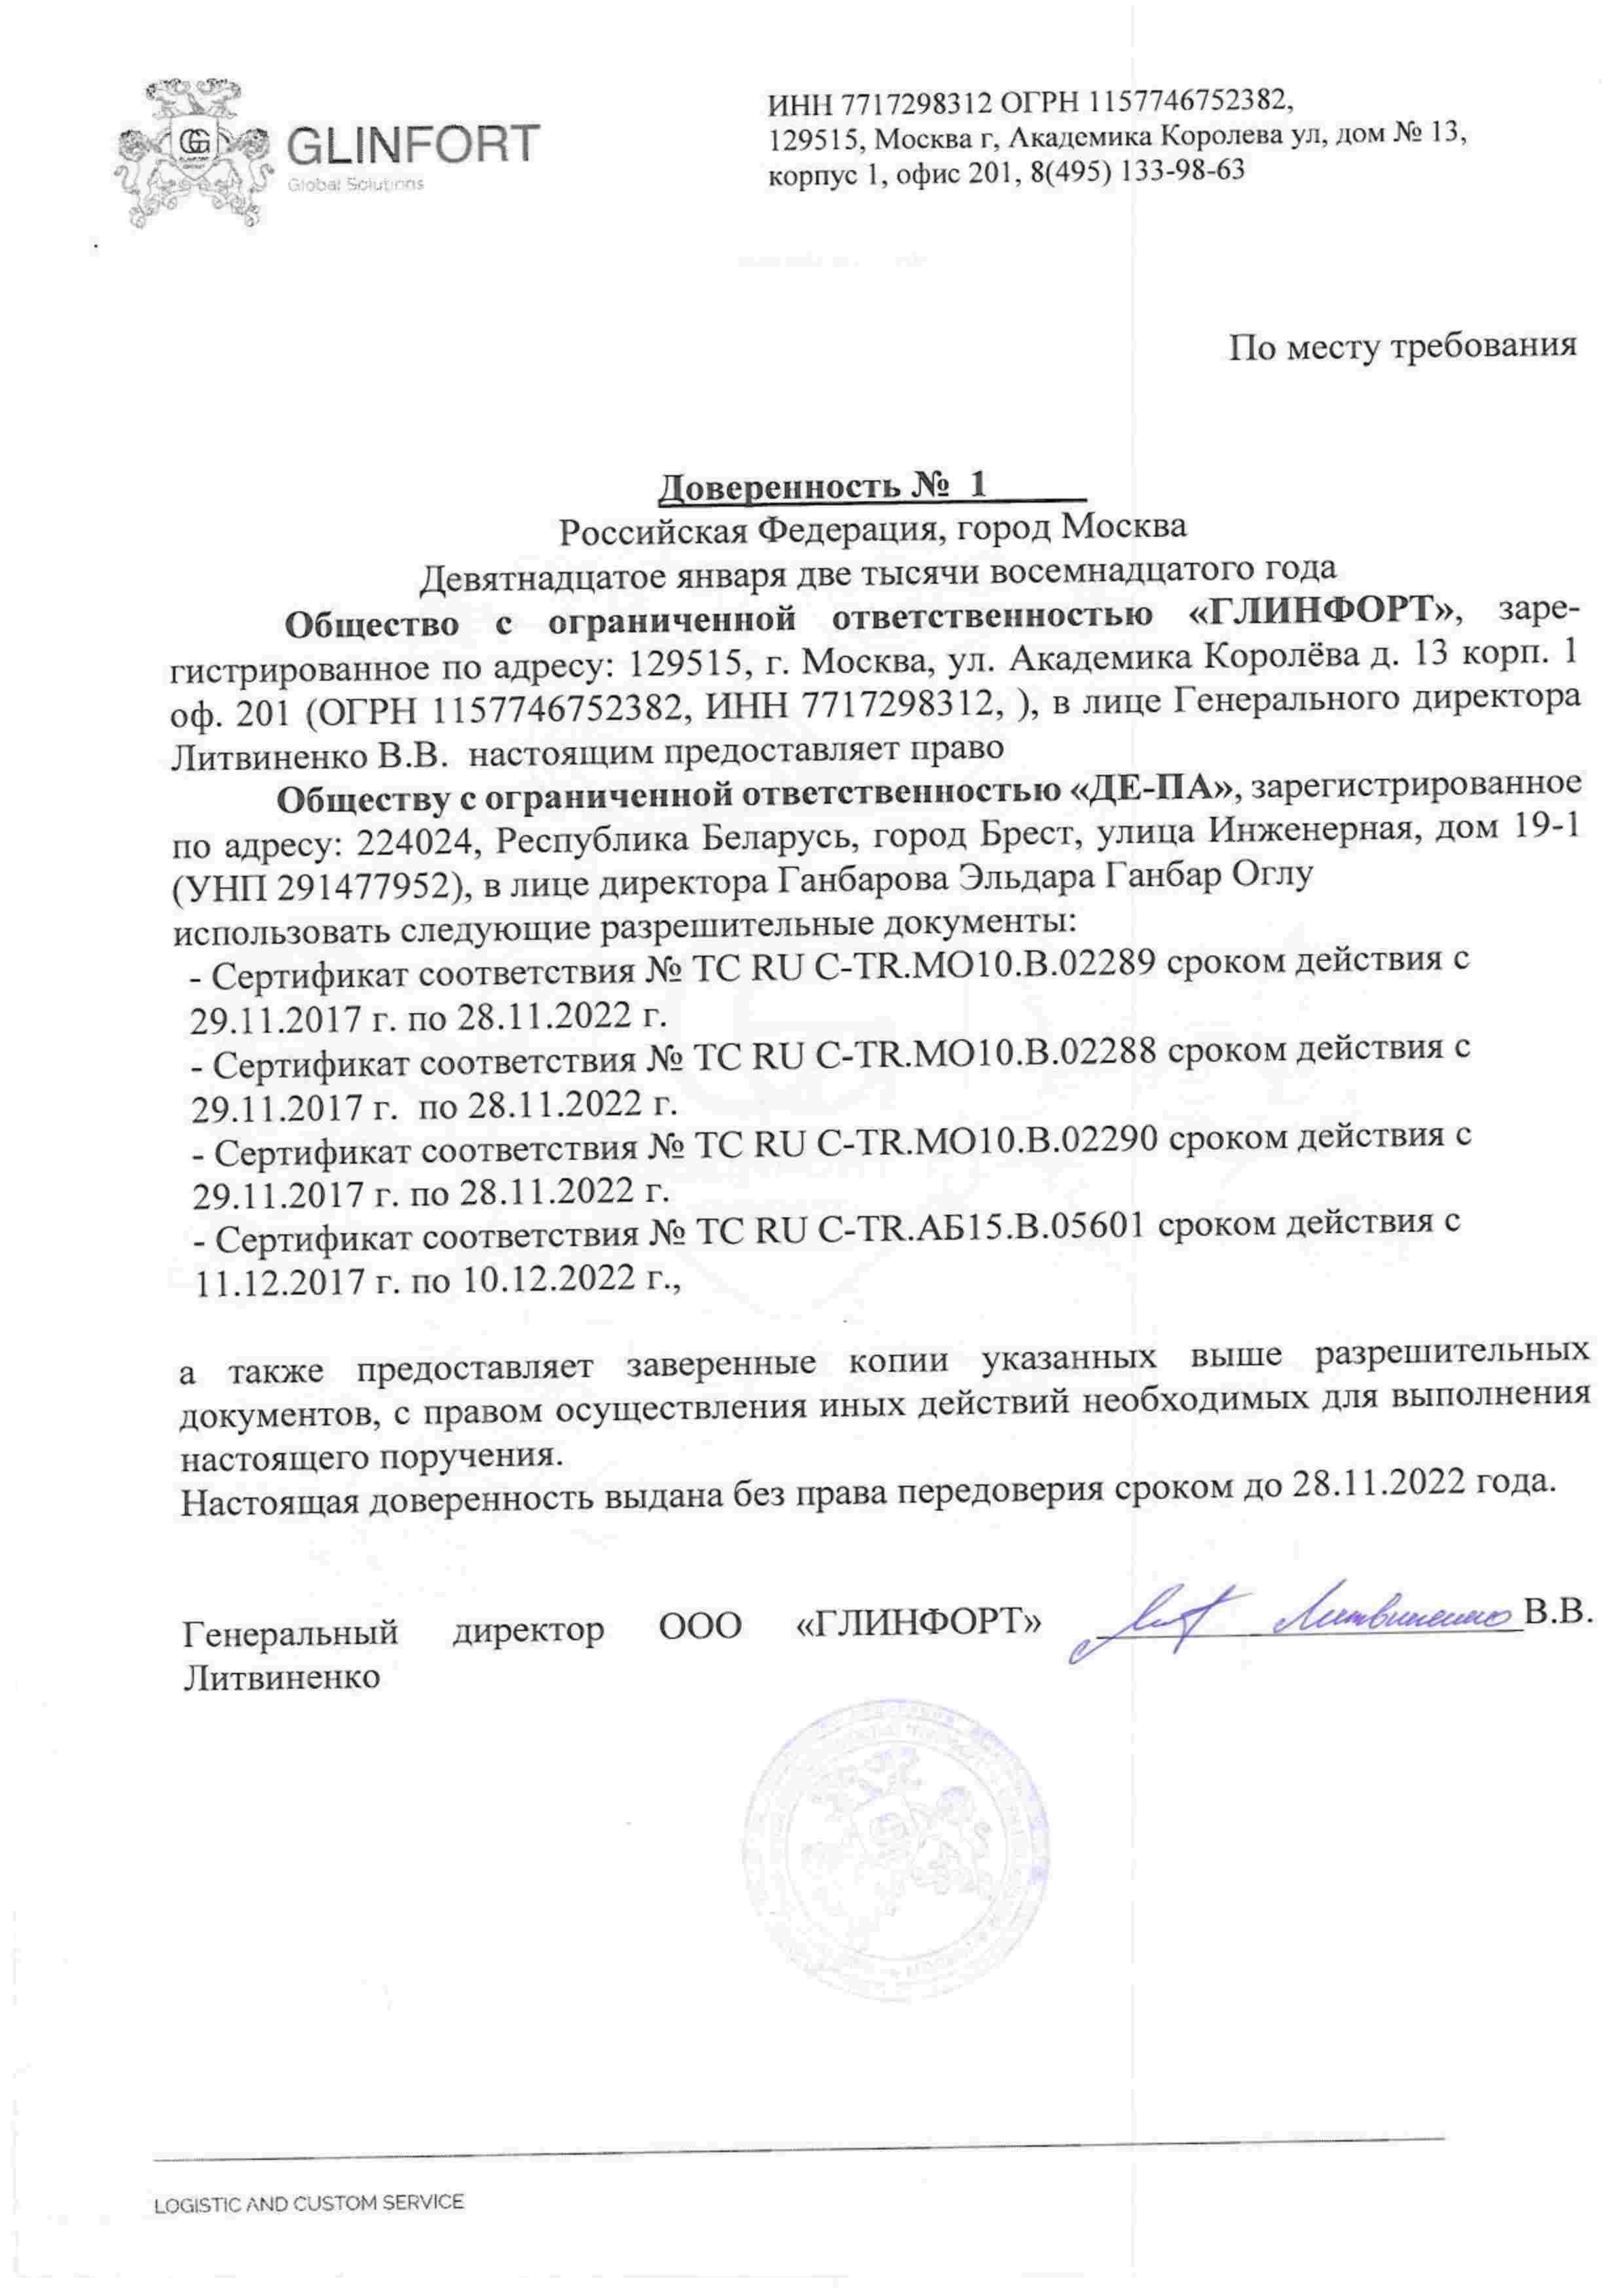 GLINFORT
Global Solutions
ИНН 7717298312 ОГРН 1157746752382,
129515, Москва г, Академика Королева ул, дом № 13,
корпус 1, офис 201, 8(495) 133-98-63
По месту требования
Доверенность № 1
Российская Федерация, город Москва
Девятнадцатое января две тысячи восемнадцатого года
Общество с ограниченной ответственностью «ГЛИНФОРТ», заре-
гистрированное по адресу: 129515, г. Москва, ул. Академика Королёва д. 13 корп. 1
оф. 201 (ОГРН 1157746752382, ИНН 7717298312, ), в лице Генерального директора
Литвиненко В.В. настоящим предоставляет право
Обществу с ограниченной ответственностью «ДЕ-ПА», зарегистрированное
по адресу: 224024, Республика Беларусь, город Брест, улица Инженерная, дом 19-1
(УНП 291477952), в лице директора Ганбарова Эльдара Ганбар Оглу
использовать следующие разрешительные документы:
- Сертификат соответствия № ТС RU C-TR.МО10.В.02289 сроком действия с
29.11.2017 г. по 28.11.2022 г.
- Сертификат соответствия № ТС RU C-TR.МО10.В.02288 сроком действия с
29.11.2017 г. по 28.11.2022 г.
- Сертификат соответствия № ТС RU C-TR.МО10.В.02290 сроком действия с
29.11.2017 г. по 28.11.2022 г.
- Сертификат соответствия № ТС RU C-TR.АБ15.В.05601 сроком действия с
11.12.2017 г. по 10.12.2022 г.,
а также предоставляет заверенные копии указанных выше разрешительных
документов, с правом осуществления иных действий необходимых для выполнения
настоящего поручения.
Настоящая доверенность выдана без права передоверия сроком до 28.11.2022 года.
Генеральный директор ООО «ГЛИНФОРТ» Литвиненко В.В.
Литвиненко
LOGISTIC AND CUSTOM SERVICE